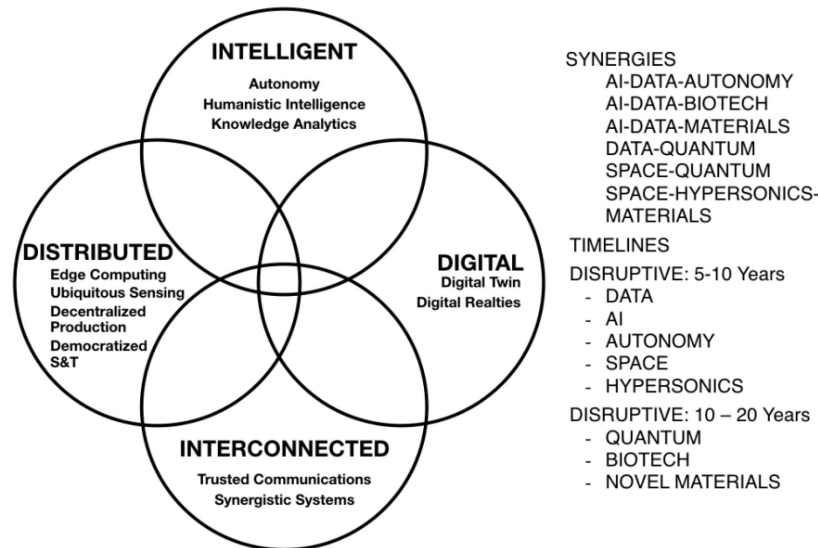 INTELLIGENT
Autonomy
Humanistic Intelligence
Knowledge Analytics
DISTRIBUTED
Edge Computing
Ubiquitous Sensing
Decentralized
Production
Democratized
S&T
DIGITAL
Digital Twin
Digital Realties
INTERCONNECTED
Trusted Communications
Synergistic Systems
SYNERGIES
AI-DATA-AUTONOMY
AI-DATA-BIOTECH
AI-DATA-MATERIALS
DATA-QUANTUM
SPACE-QUANTUM
SPACE-HYPERSONICS-
MATERIALS
TIMELINES
DISRUPTIVE: 5-10 Years
- DATA
- AI
- AUTONOMY
- SPACE
- HYPERSONICS
DISRUPTIVE: 10 – 20 Years
- QUANTUM
- BIOTECH
- NOVEL MATERIALS